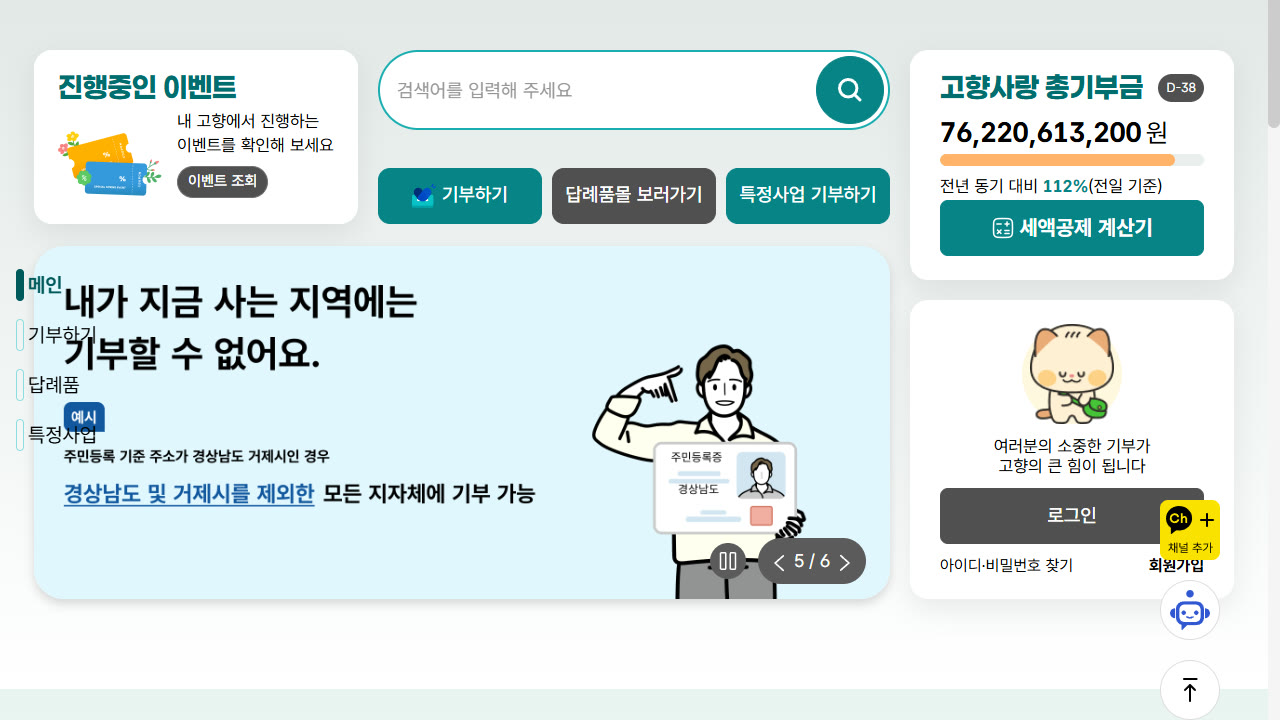 진행중인 이벤트
내 고향에서 진행하는
이벤트를 확인해 보세요
이벤트 조회
검색어를 입력해 주세요
기부하기
답례품몰 보러가기
특정사업 기부하기
고향사랑 총기부금
D-38
76,220,613,200 원
전년 동기 대비 112%(전일 기준)
세액공제 계산기
메인
기부하기
답례품
특정사업
내가 지금 사는 지역에는
기부할 수 없어요.
예시
주민등록 기준 주소가 경상남도 거제시인 경우
경상남도 및 거제시를 제외한 모든 지자체에 기부 가능
주민등록증
경상남도
5 / 6
여러분의 소중한 기부가
고향의 큰 힘이 됩니다
로그인
아이디·비밀번호 찾기
회원가입
Ch
채널 추가